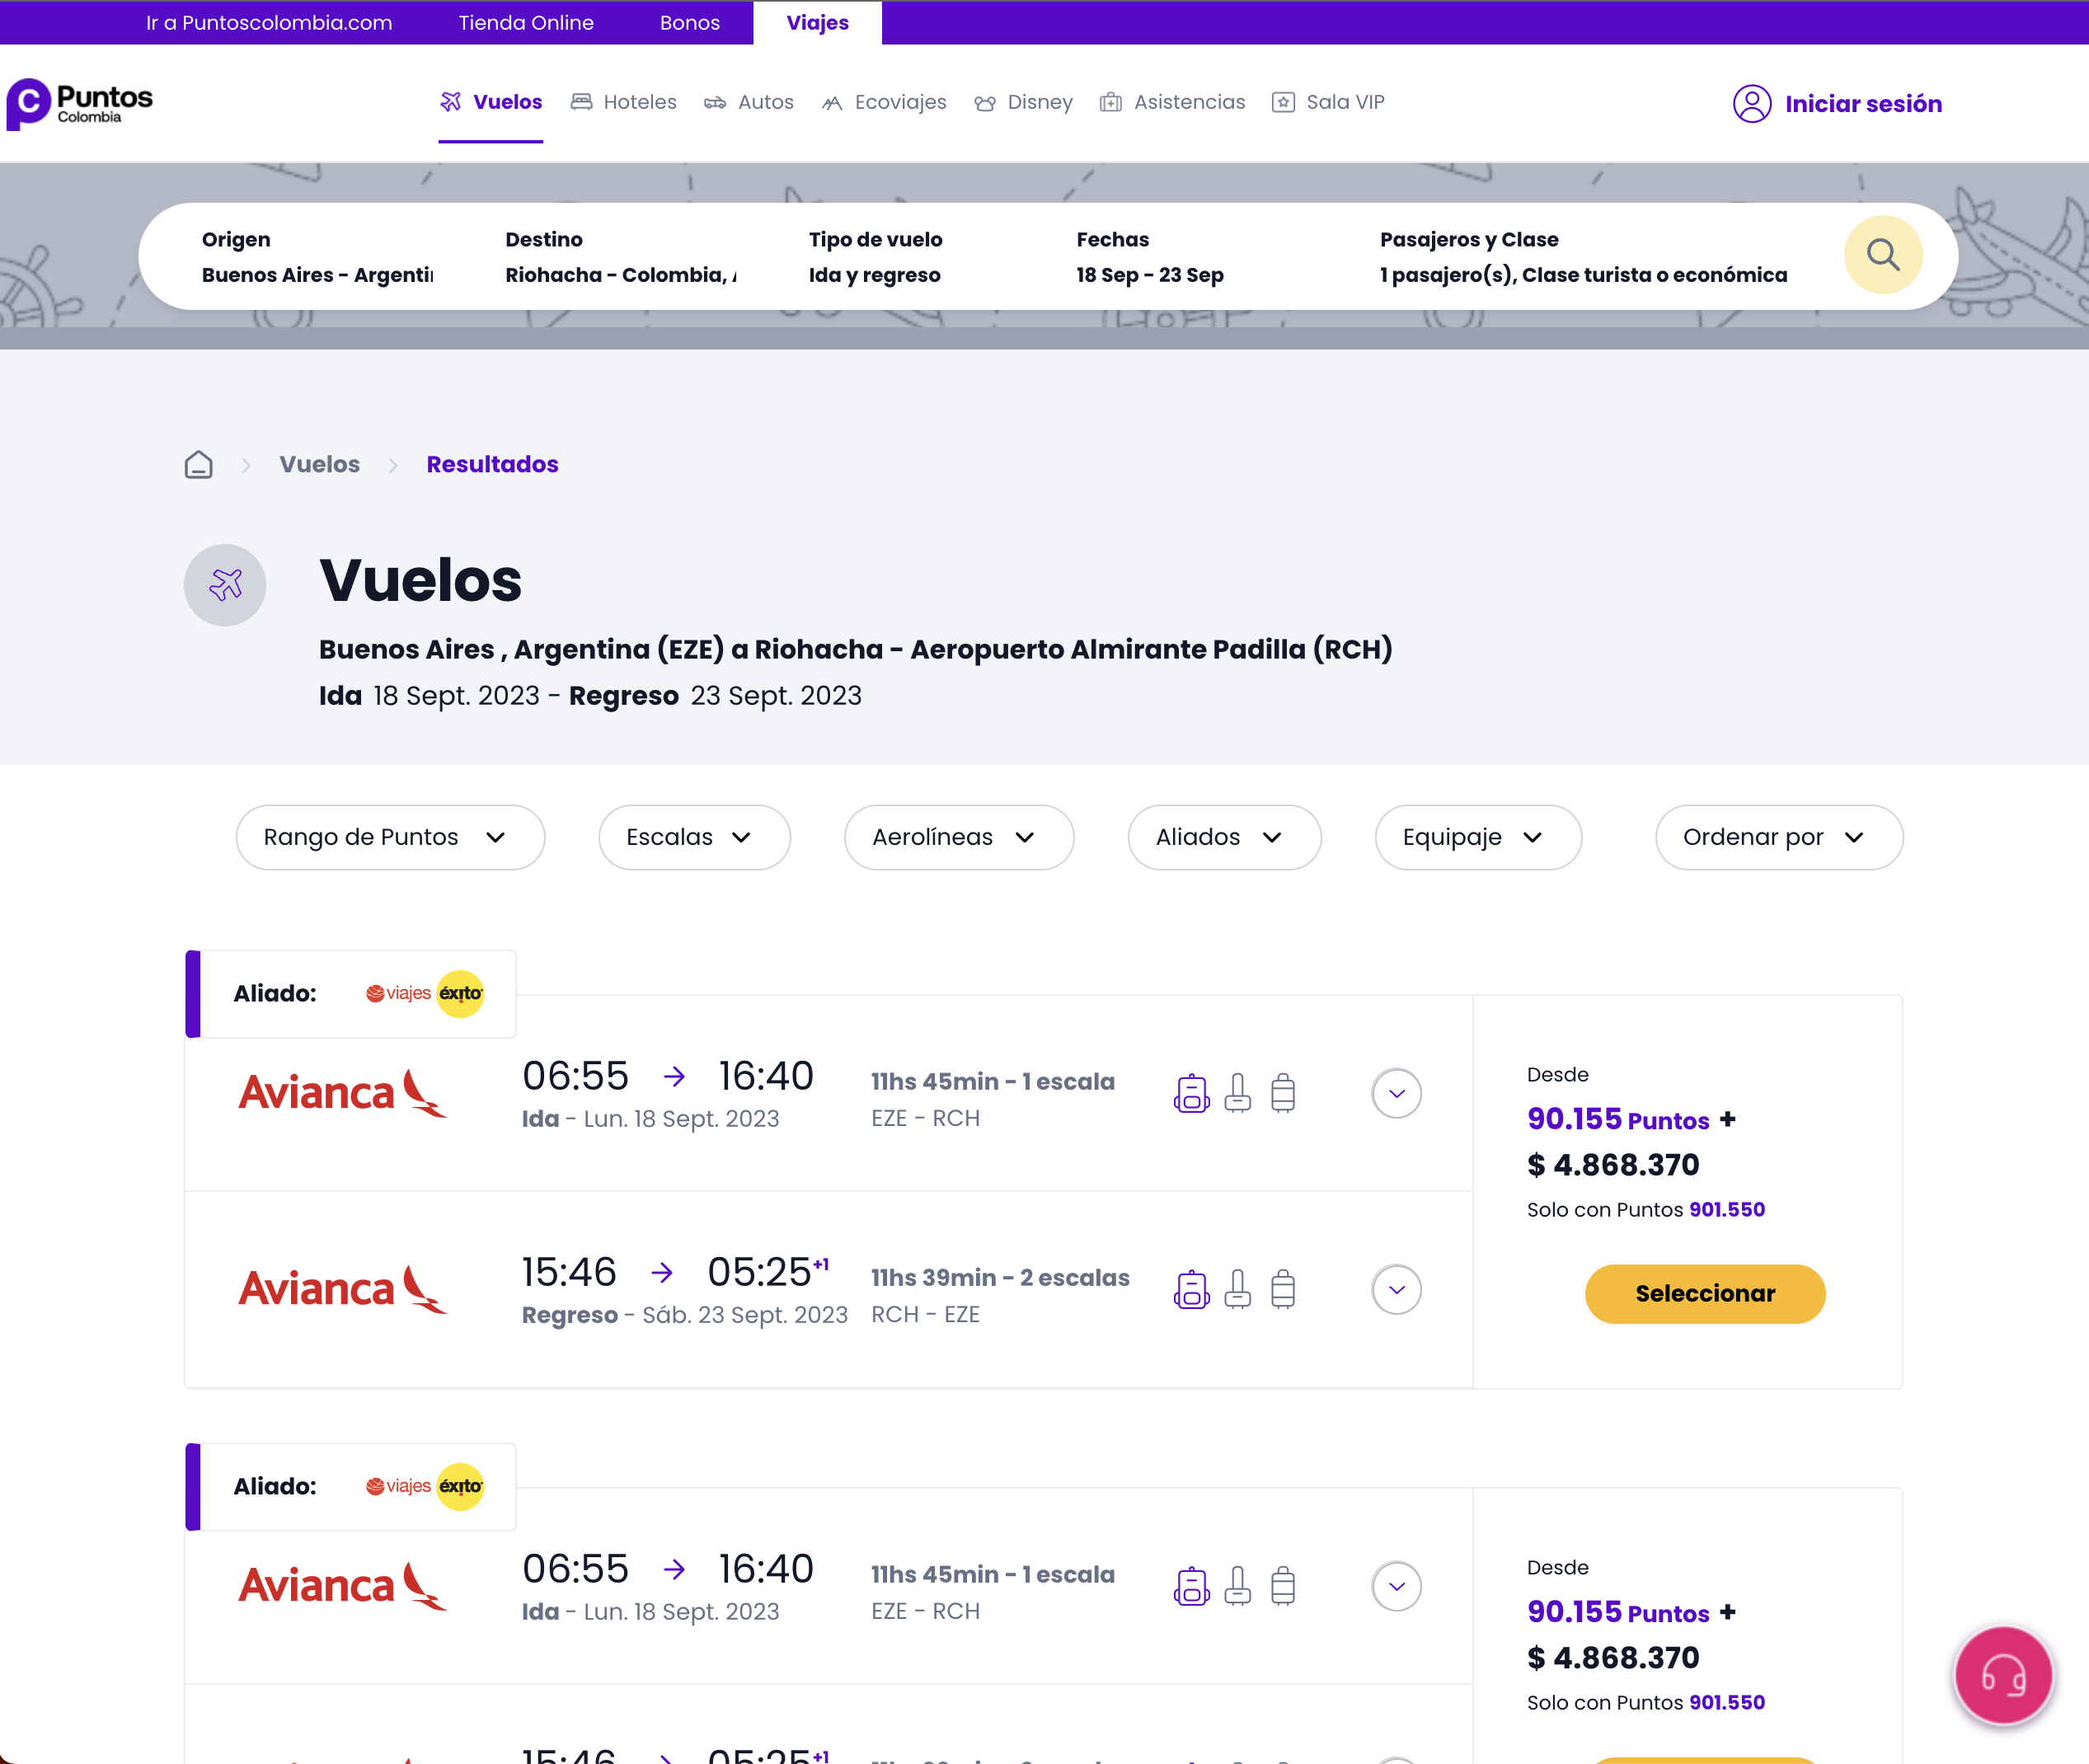 Ir a Puntoscolombia.com Tienda Online Bonos Viajes
Puntos
Colombia
Vuelos Hoteles Autos Ecoviajes Disney Asistencias Sala VIP
Iniciar sesión
Origen Destino Tipo de vuelo Fechas Pasajeros y Clase
Buenos Aires - Argenti Riohacha - Colombia, Ida y regreso 18 Sep - 23 Sep 1 pasajero(s), Clase turista o económica
Vuelos Resultados
Vuelos
Buenos Aires , Argentina (EZE) a Riohacha - Aeropuerto Almirante Padilla (RCH)
Ida 18 Sept. 2023 - Regreso 23 Sept. 2023
Rango de Puntos Escalas Aerolíneas Aliados Equipaje Ordenar por
Aliado: viajes éxito
Avianca
06:55 → 16:40
Ida - Lun. 18 Sept. 2023
11hs 45min - 1 escala
EZE - RCH
Avianca
15:46 → 05:25+1
Regreso - Sáb. 23 Sept. 2023
11hs 39min - 2 escalas
RCH - EZE
Desde
90.155 Puntos +
$ 4.868.370
Solo con Puntos 901.550
Seleccionar
Aliado: viajes éxito
Avianca
06:55 → 16:40
Ida - Lun. 18 Sept. 2023
11hs 45min - 1 escala
EZE - RCH
Desde
90.155 Puntos +
$ 4.868.370
Solo con Puntos 901.550
15:46 05:25+1